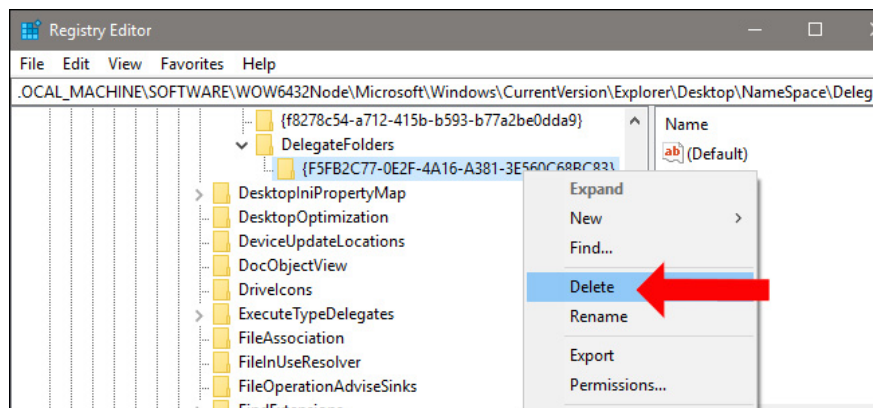 Registry Editor
File Edit View Favorites Help
.OCAL_MACHINE\SOFTWARE\WOW6432Node\Microsoft\Windows\CurrentVersion\Explorer\Desktop\NameSpace\Deleg
{f8278c54-a712-415b-b593-b77a2be0dda9}
DelegateFolders
{F5FB2C77-0E2F-4A16-A381-3E560C68BC83}
DesktopIniPropertyMap
DesktopOptimization
DeviceUpdateLocations
DocObjectView
DriveIcons
ExecuteTypeDelegates
FileAssociation
FileInUseResolver
FileOperationAdviseSinks
FindExtensions
Name
ab (Default)
Expand
New
Find...
Delete
Rename
Export
Permissions...